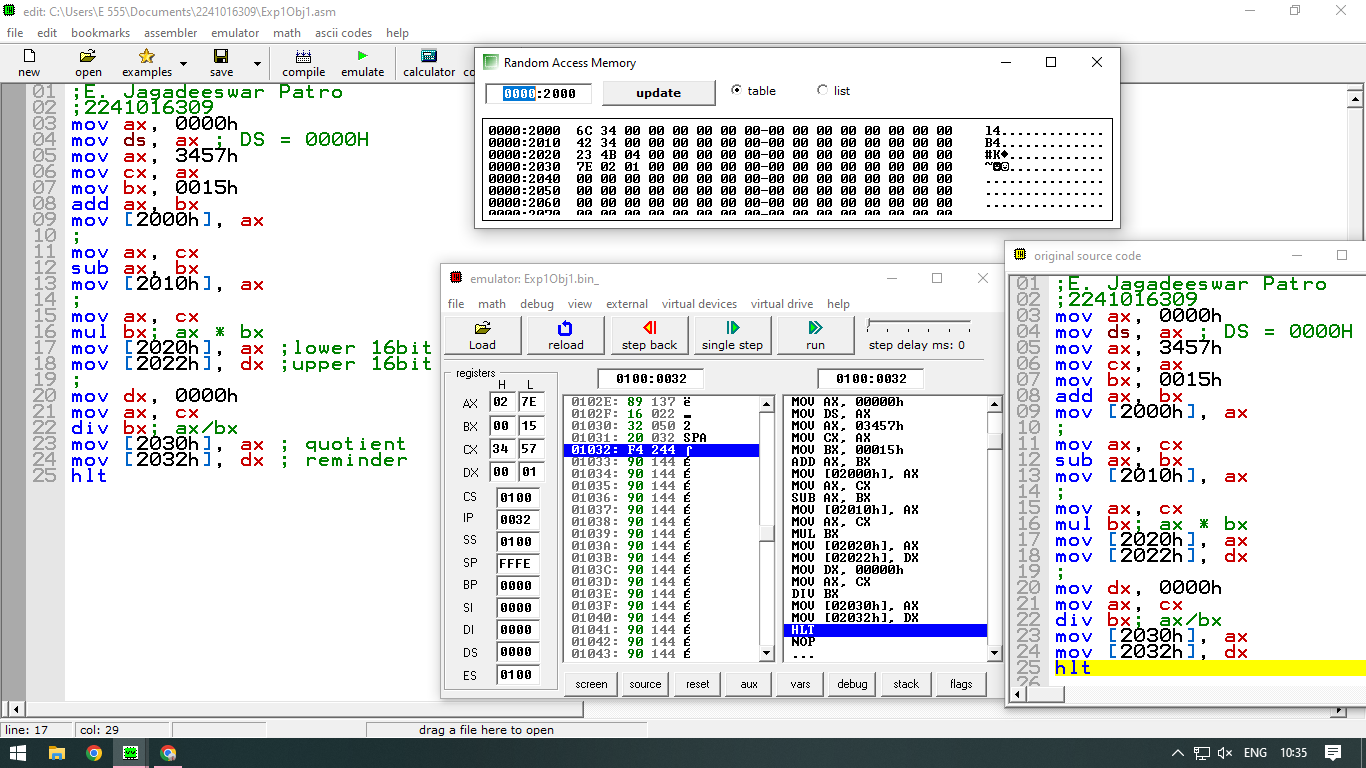 edit: C:\Users\E 555\Documents\2241016309\Exp1Obj1.asm
file edit bookmarks assembler emulator math ascii codes help
new open examples save compile emulate calculator co
01 ;E. Jagadeeswar Patro
02 ;2241016309
03 mov ax, 0000h
04 mov ds, ax ; DS = 0000H
05 mov ax, 3457h
06 mov cx, ax
07 mov bx, 0015h
08 add ax, bx
09 mov [2000h], ax
10 ;
11 mov ax, cx
12 sub ax, bx
13 mov [2010h], ax
14 ;
15 mov ax, cx
16 mul bx; ax * bx
17 mov [2020h], ax ;lower 16bit
18 mov [2022h], dx ;upper 16bit
19 ;
20 mov dx, 0000h
21 mov ax, cx
22 div bx; ax/bx
23 mov [2030h], ax ; quotient
24 mov [2032h], dx ; reminder
25 hlt
Random Access Memory
0000:2000 update table list
0000:2000 6C 34 00 00 00 00 00 00-00 00 00 00 00 00 00 00 l4..............
0000:2010 42 34 00 00 00 00 00 00-00 00 00 00 00 00 00 00 B4..............
0000:2020 23 4B 04 00 00 00 00 00-00 00 00 00 00 00 00 00 #K♦.............
0000:2030 7E 02 01 00 00 00 00 00-00 00 00 00 00 00 00 00 ~☻☺.............
0000:2040 00 00 00 00 00 00 00 00-00 00 00 00 00 00 00 00 ................
0000:2050 00 00 00 00 00 00 00 00-00 00 00 00 00 00 00 00 ................
0000:2060 00 00 00 00 00 00 00 00-00 00 00 00 00 00 00 00 ................
0000:2070 00 00 00 00 00 00 00 00-00 00 00 00 00 00 00 00
emulator: Exp1Obj1.bin_
file math debug view external virtual devices virtual drive help
Load reload step back single step run step delay ms: 0
registers
H L
AX 02 7E
BX 00 15
CX 34 57
DX 00 01
CS 0100
IP 0032
SS 0100
SP FFFE
BP 0000
SI 0000
DI 0000
DS 0000
ES 0100
0100:0032
0102E: 89 137 ë
0102F: 16 022 ▬
01030: 32 050 2
01031: 20 032 SPA
01032: F4 244 ⌠
01033: 90 144 É
01034: 90 144 É
01035: 90 144 É
01036: 90 144 É
01037: 90 144 É
01038: 90 144 É
01039: 90 144 É
0103A: 90 144 É
0103B: 90 144 É
0103C: 90 144 É
0103D: 90 144 É
0103E: 90 144 É
0103F: 90 144 É
01040: 90 144 É
01041: 90 144 É
01042: 90 144 É
01043: 90 144 É
0100:0032
MOV AX, 00000h
MOV DS, AX
MOV AX, 03457h
MOV CX, AX
MOV BX, 00015h
ADD AX, BX
MOV [02000h], AX
MOV AX, CX
SUB AX, BX
MOV [02010h], AX
MOV AX, CX
MUL BX
MOV [02020h], AX
MOV [02022h], DX
MOV DX, 00000h
MOV AX, CX
DIV BX
MOV [02030h], AX
MOV [02032h], DX
HLT
NOP
...
screen source reset aux vars debug stack flags
original source code
01 ;E. Jagadeeswar Patro
02 ;2241016309
03 mov ax, 0000h
04 mov ds, ax ; DS = 0000H
05 mov ax, 3457h
06 mov cx, ax
07 mov bx, 0015h
08 add ax, bx
09 mov [2000h], ax
10 ;
11 mov ax, cx
12 sub ax, bx
13 mov [2010h], ax
14 ;
15 mov ax, cx
16 mul bx; ax * bx
17 mov [2020h], ax
18 mov [2022h], dx
19 ;
20 mov dx, 0000h
21 mov ax, cx
22 div bx; ax/bx
23 mov [2030h], ax
24 mov [2032h], dx
25 hlt
26
line: 17 col: 29 drag a file here to open
ENG 10:35